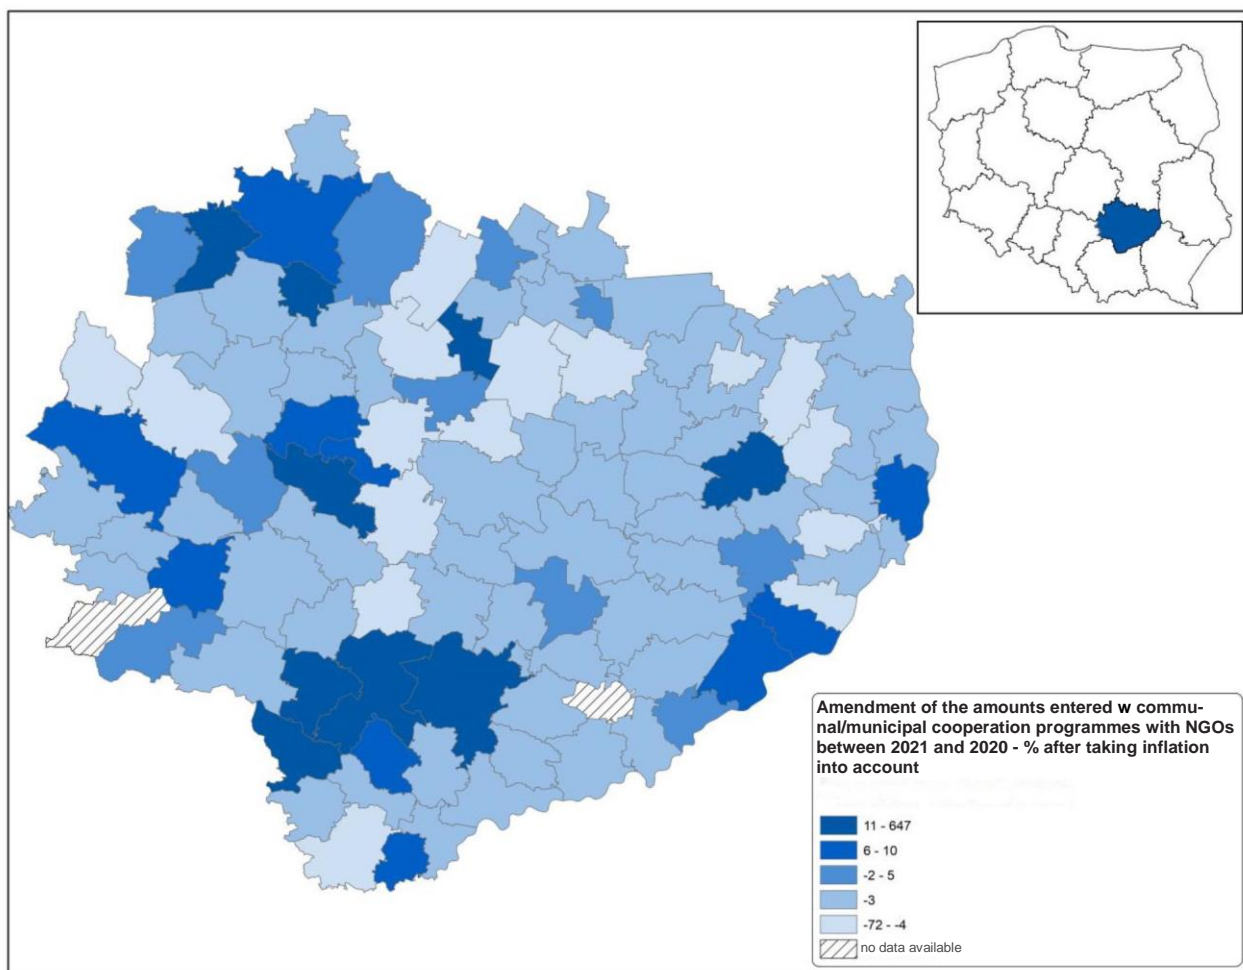 Amendment of the amounts entered w commu-
nal/municipal cooperation programmes with NGOs
between 2021 and 2020 - % after taking inflation
into account
11 - 647
6 - 10
-2 - 5
-3
-72 - -4
no data available